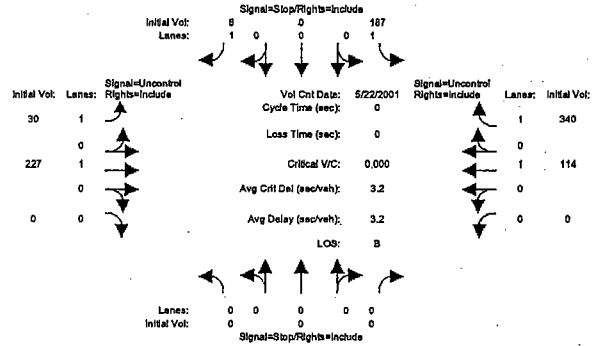 Signal=Stop/Rights=Include
Initial Vol: 8 0 187
Lanes: 1 0 0 0 1
Initial Vol: Lanes: Signal=Uncontrol Rights=Include
Vol Cnt Date: 5/22/2001
Signal=Uncontrol Rights=Include Lanes: Initial Vol:
Cycle Time (sec): 0
30 1 1 340
Loss Time (sec): 0
0 0
227 1 Critical V/C: 0.000 1 114
0 Avg Crit Del (sec/veh): 3.2 0
0 0 Avg Delay (sec/veh): 3.2 0 0
LOS: B
Lanes: 0 0 0 0 0
Initial Vol: 0 0 0
Signal=Stop/Rights=Include